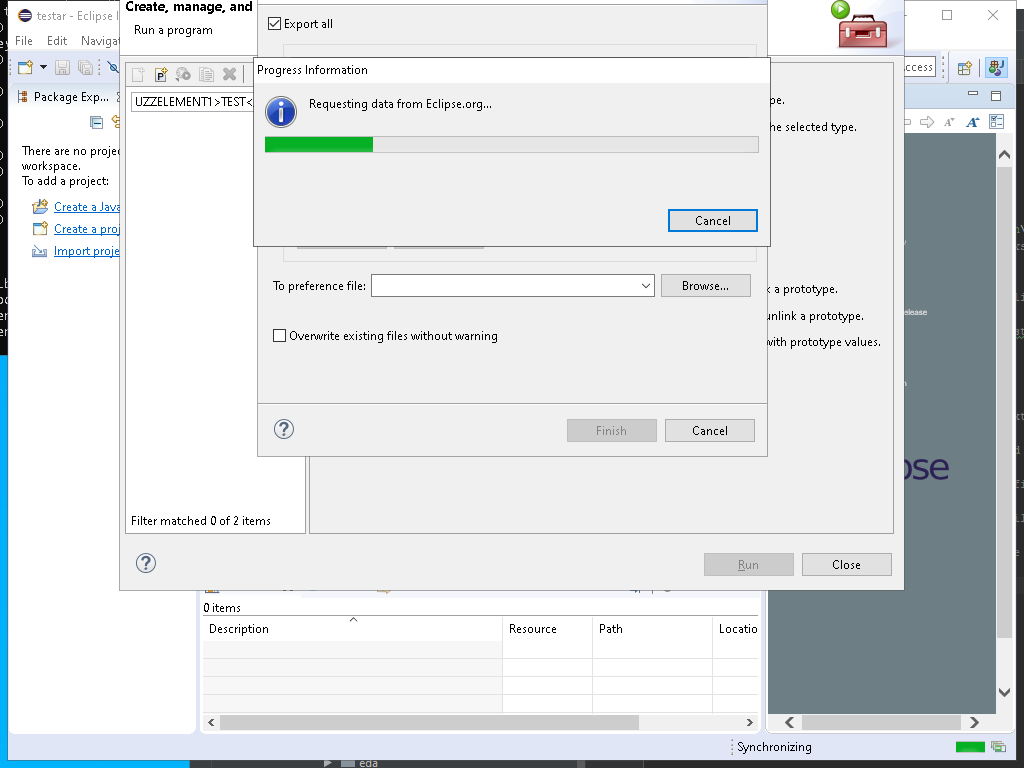 testar - Eclipse I
File Edit Navigat
Package Exp...
There are no projec
workspace.
To add a project:
Create a Java
Create a proj
Import proje
Create, manage, and
Run a program
UZZELEMENT1>TEST<
Filter matched 0 of 2 items
Export all
Progress Information
Requesting data from Eclipse.org...
Cancel
To preference file:
Browse...
Overwrite existing files without warning
Finish
Cancel
pe.
he selected type.
k a prototype.
unlink a prototype.
with prototype values.
Run
Close
ccess
elease
ose
0 items
Description Resource Path Locatio
Synchronizing
eda